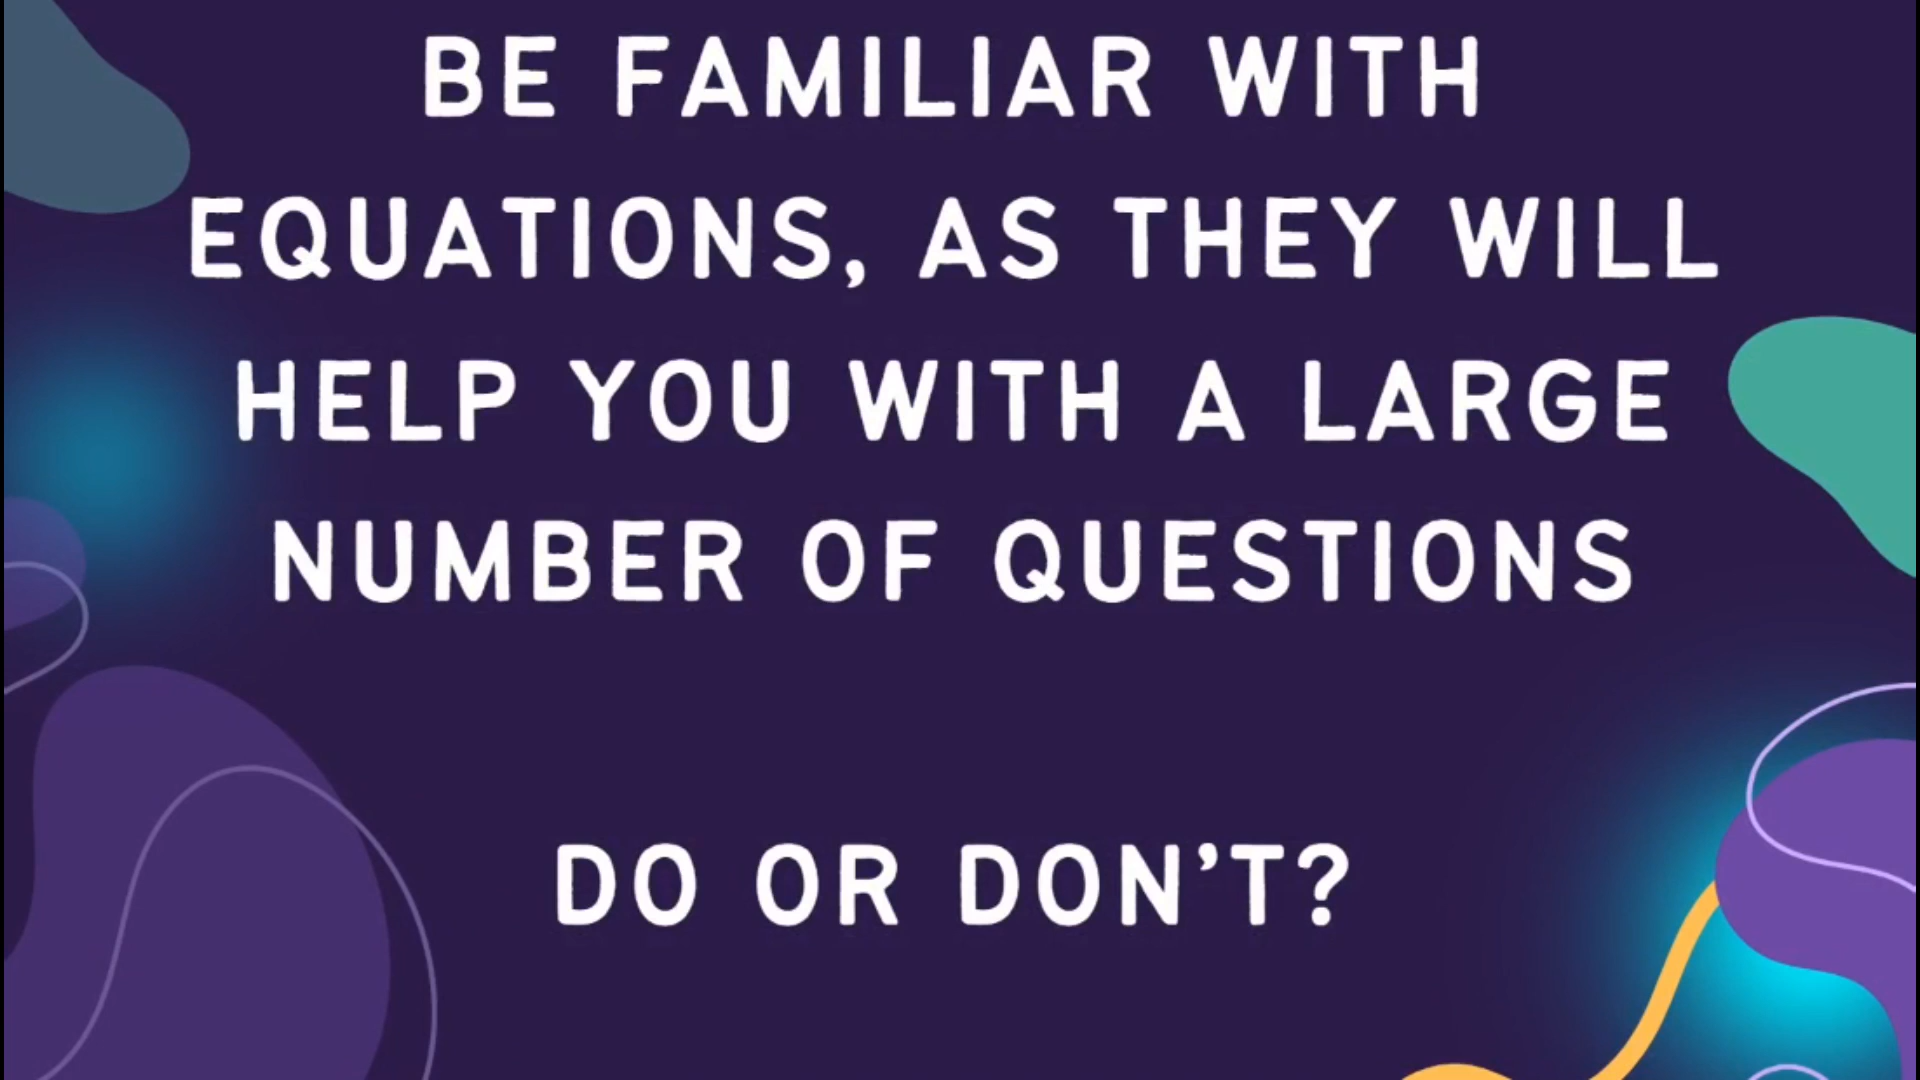 BE FAMILIAR WITH
EQUATIONS, AS THEY WILL
HELP YOU WITH A LARGE
NUMBER OF QUESTIONS
DO OR DON'T?